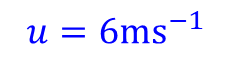 u = 6ms⁻¹